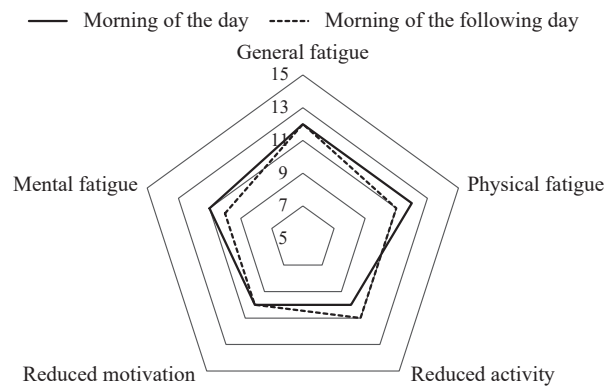 Morning of the day Morning of the following day
General fatigue
15
13
11
9
7
5
Mental fatigue
Physical fatigue
Reduced motivation
Reduced activity